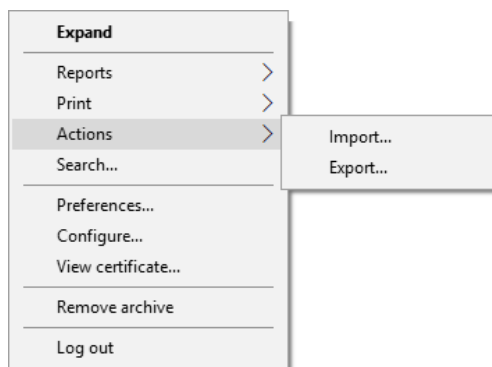 Expand
Reports
Print
Actions
Import...
Export...
Search...
Preferences...
Configure...
View certificate...
Remove archive
Log out